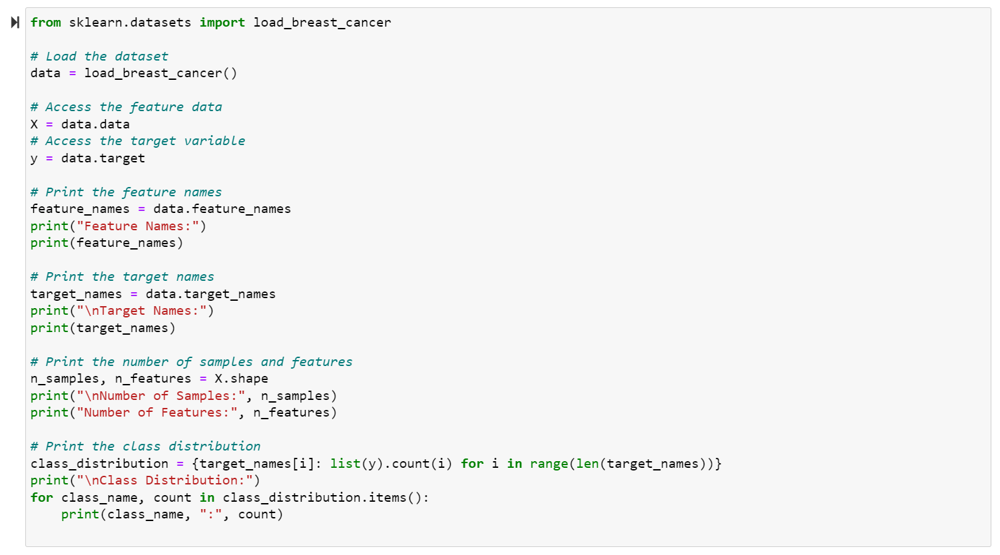 from sklearn.datasets import load_breast_cancer
# Load the dataset
data = load_breast_cancer()
# Access the feature data
X = data.data
# Access the target variable
y = data.target
# Print the feature names
feature_names = data.feature_names
print("Feature Names:")
print(feature_names)
# Print the target names
target_names = data.target_names
print("\nTarget Names:")
print(target_names)
# Print the number of samples and features
n_samples, n_features = X.shape
print("\nNumber of Samples:", n_samples)
print("Number of Features:", n_features)
# Print the class distribution
class_distribution = {target_names[i]: list(y).count(i) for i in range(len(target_names))}
print("\nClass Distribution:")
for class_name, count in class_distribution.items():
    print(class_name, ":", count)